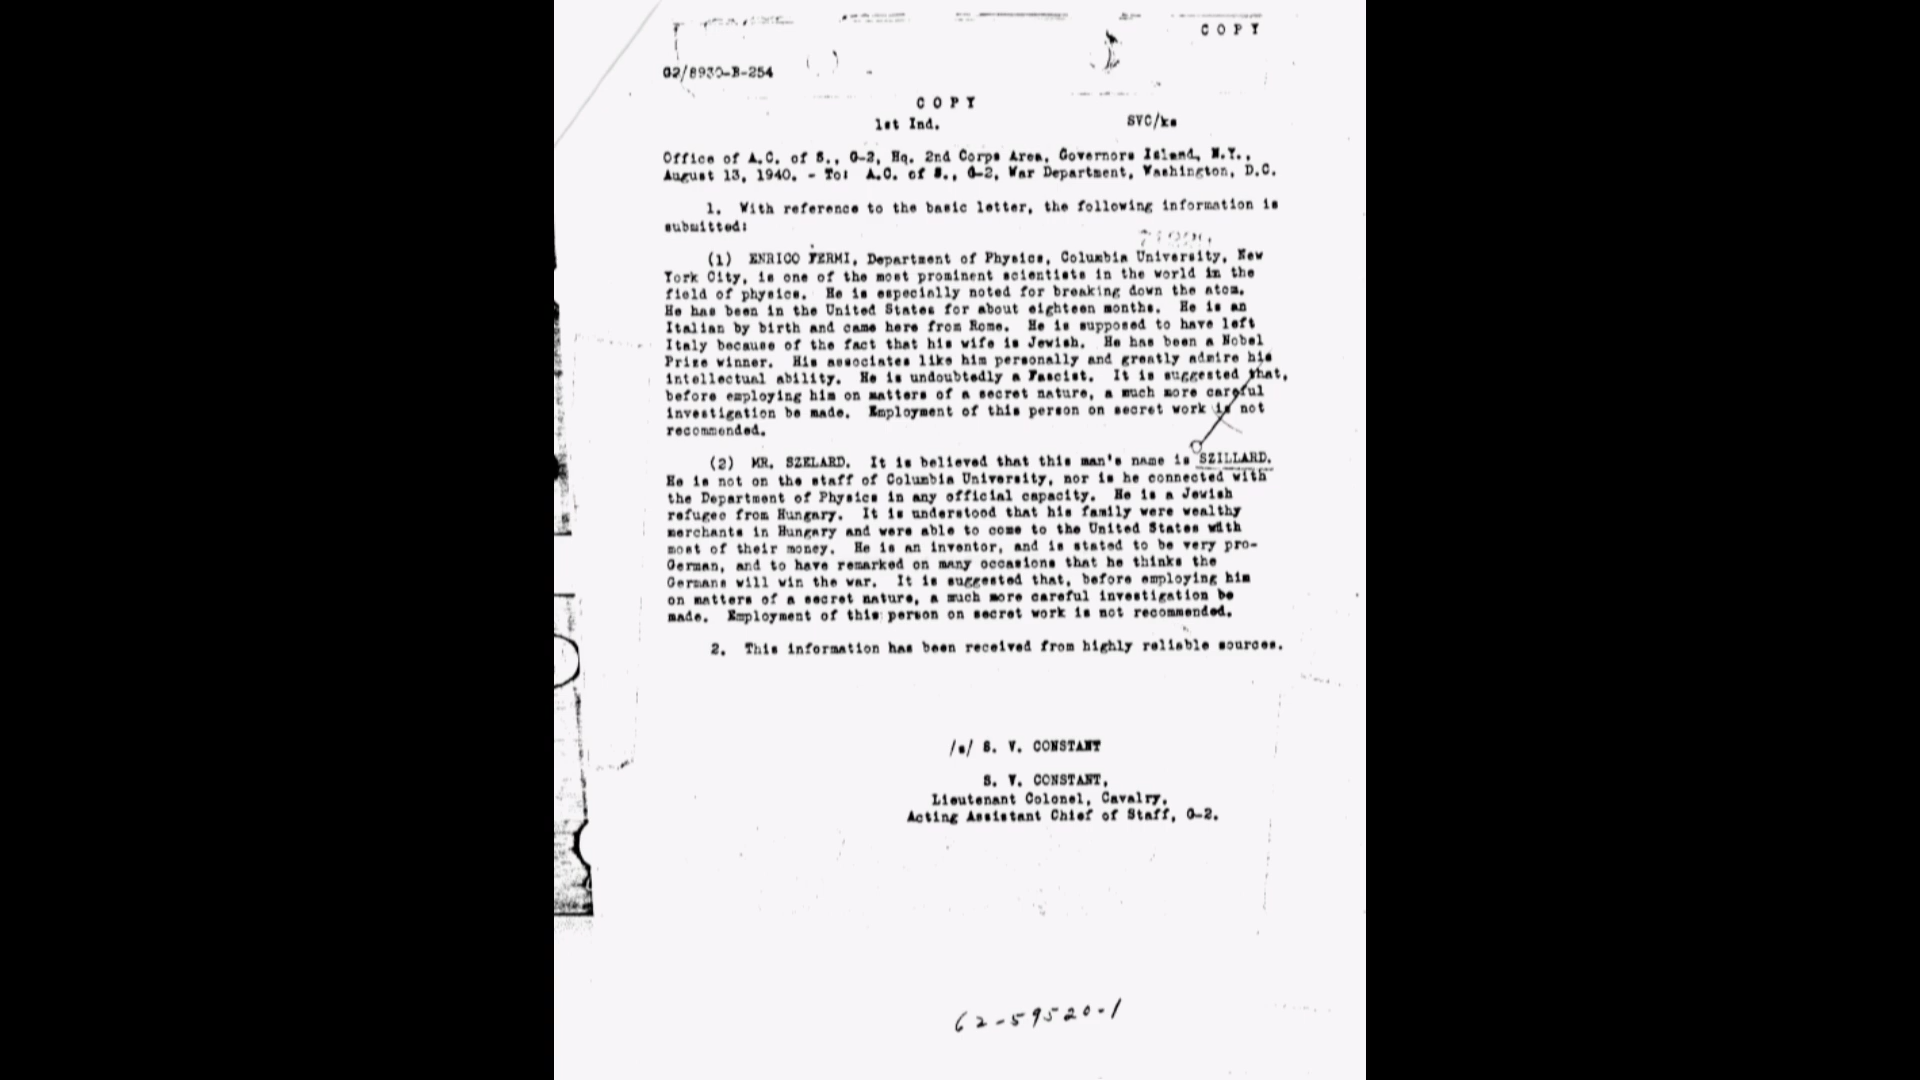 C O P Y
G2/8930-B-254
C O P Y
1st Ind.
SVC/ks
Office of A.C. of S., G-2, Hq. 2nd Corps Area, Governors Island, N.Y.,
August 13, 1940. - To: A.C. of S., G-2, War Department, Washington, D.C.
1. With reference to the basic letter, the following information is
submitted:
(1) ENRICO FERMI, Department of Physics, Columbia University, New
York City, is one of the most prominent scientists in the world in the
field of physics. He is especially noted for breaking down the atom.
He has been in the United States for about eighteen months. He is an
Italian by birth and came here from Rome. He is supposed to have left
Italy because of the fact that his wife is Jewish. He has been a Nobel
Prize winner. His associates like him personally and greatly admire his
intellectual ability. He is undoubtedly a Fascist. It is suggested that,
before employing him on matters of a secret nature, a much more careful
investigation be made. Employment of this person on secret work is not
recommended.
(2) MR. SZELARD. It is believed that this man's name is SZILLARD.
He is not on the staff of Columbia University, nor is he connected with
the Department of Physics in any official capacity. He is a Jewish
refugee from Hungary. It is understood that his family were wealthy
merchants in Hungary and were able to come to the United States with
most of their money. He is an inventor, and is stated to be very pro-
German, and to have remarked on many occasions that he thinks the
Germans will win the war. It is suggested that, before employing him
on matters of a secret nature, a much more careful investigation be
made. Employment of this person on secret work is not recommended.
2. This information has been received from highly reliable sources.
/s/ S. V. CONSTANT
S. V. CONSTANT,
Lieutenant Colonel, Cavalry,
Acting Assistant Chief of Staff, G-2.
62-59520-1